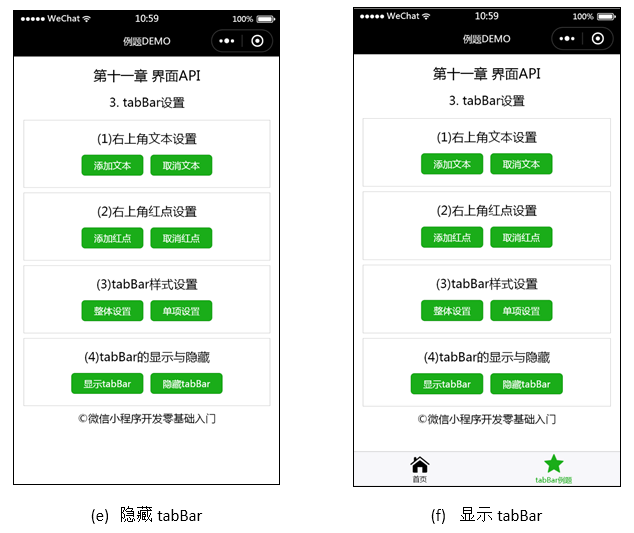 ●●●●● WeChat 10:59 100%
例题DEMO
第十一章 界面API
3. tabBar设置
(1)右上角文本设置
添加文本 取消文本
(2)右上角红点设置
添加红点 取消红点
(3)tabBar样式设置
整体设置 单项设置
(4)tabBar的显示与隐藏
显示tabBar 隐藏tabBar
©微信小程序开发零基础入门
(e) 隐藏 tabBar
●●●●● WeChat 10:59 100%
例题DEMO
第十一章 界面API
3. tabBar设置
(1)右上角文本设置
添加文本 取消文本
(2)右上角红点设置
添加红点 取消红点
(3)tabBar样式设置
整体设置 单项设置
(4)tabBar的显示与隐藏
显示tabBar 隐藏tabBar
©微信小程序开发零基础入门
首页 tabBar例题
(f) 显示 tabBar